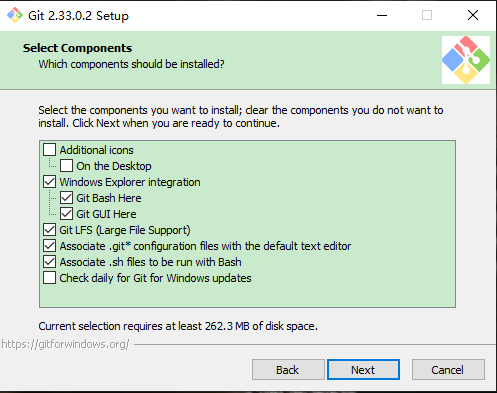 Git 2.33.0.2 Setup
Select Components
Which components should be installed?
Select the components you want to install; clear the components you do not want to
install. Click Next when you are ready to continue.
Additional icons
On the Desktop
Windows Explorer integration
Git Bash Here
Git GUI Here
Git LFS (Large File Support)
Associate .git* configuration files with the default text editor
Associate .sh files to be run with Bash
Check daily for Git for Windows updates
Current selection requires at least 262.3 MB of disk space.
https://gitforwindows.org/
Back Next Cancel